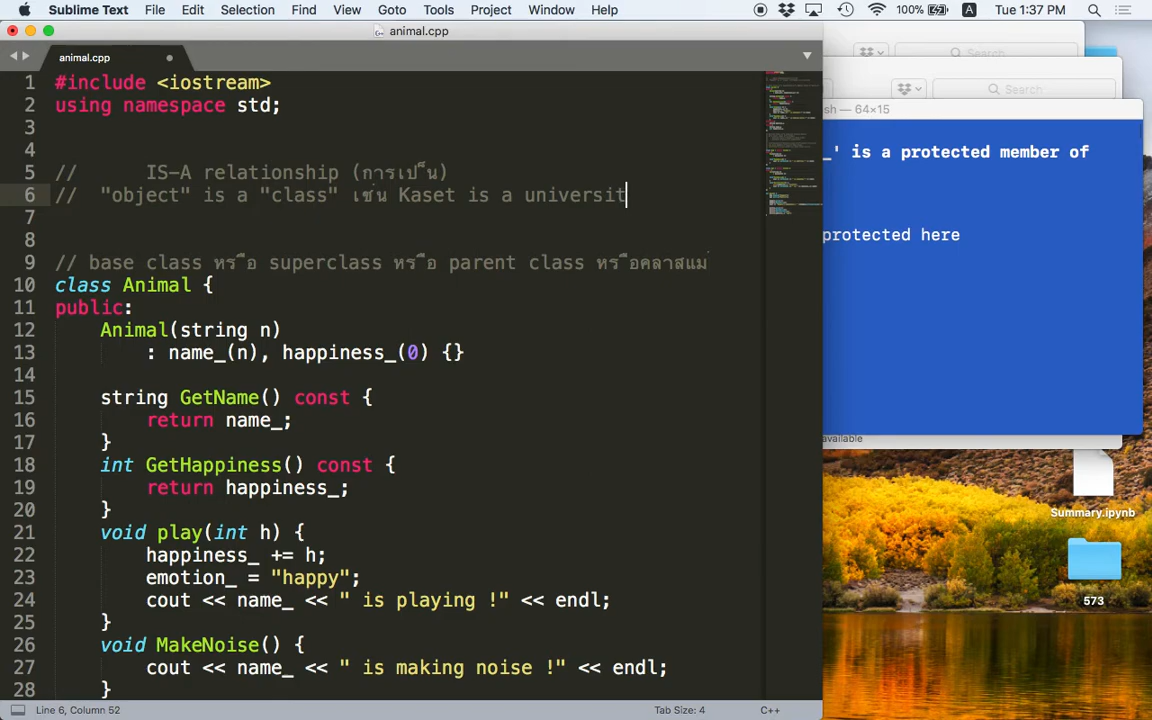 Sublime Text File Edit Selection Find View Goto Tools Project Window Help 100% A Tue 1:37 PM
animal.cpp
animal.cpp
Search
Search
sh — 64×15
1 #include <iostream>
2 using namespace std;
3
4
5 // IS-A relationship (การเป็น)
6 // "object" is a "class" เช่น Kaset is a universit
7
8
9 // base class หรือ superclass หรือ parent class หรือคลาสแม่
10 class Animal {
11 public:
12 Animal(string n)
13 : name_(n), happiness_(0) {}
14
15 string GetName() const {
16 return name_;
17 }
18 int GetHappiness() const {
19 return happiness_;
20 }
21 void play(int h) {
22 happiness_ += h;
23 emotion_ = "happy";
24 cout << name_ << " is playing !" << endl;
25 }
26 void MakeNoise() {
27 cout << name_ << " is making noise !" << endl;
28 }
_' is a protected member of
protected here
available
Summary.ipynb
573
Line 6, Column 52 Tab Size: 4 C++